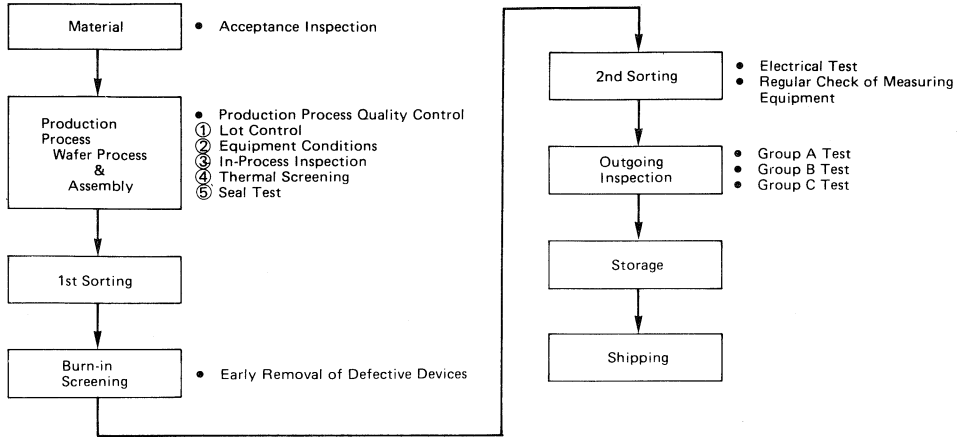 Material
● Acceptance Inspection
Production
Process
Wafer Process
&
Assembly
● Production Process Quality Control
① Lot Control
② Equipment Conditions
③ In-Process Inspection
④ Thermal Screening
⑤ Seal Test
1st Sorting
Burn-in
Screening
● Early Removal of Defective Devices
2nd Sorting
● Electrical Test
● Regular Check of Measuring
Equipment
Outgoing
Inspection
● Group A Test
● Group B Test
● Group C Test
Storage
Shipping